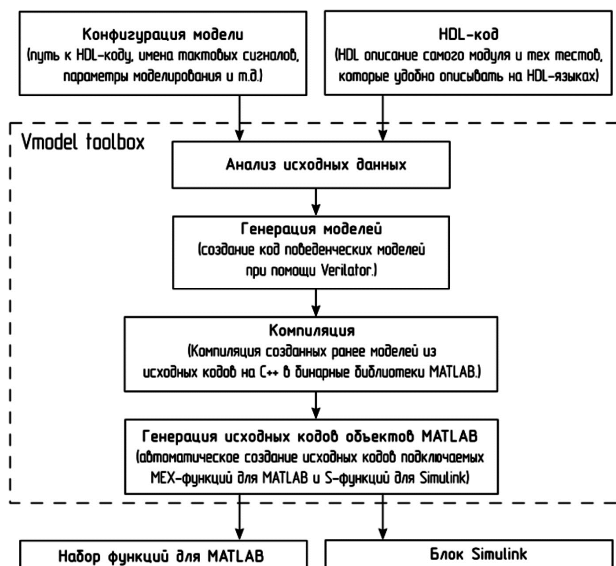 Конфигурация модели
(путь к HDL-коду, имена тактовых сигналов,
параметры моделирования и т.д.)
HDL-код
(HDL описание самого модуля и тех тестов,
которые удобно описывать на HDL-языках)
Vmodel toolbox
Анализ исходных данных
Генерация моделей
(создание код поведенческих моделей
при помощи Verilator.)
Компиляция
(Компиляция созданных ранее моделей из
исходных кодов на C++ в бинарные библиотеки MATLAB.)
Генерация исходных кодов объектов MATLAB
(автоматическое создание исходных кодов подключаемых
MEX-функций для MATLAB и S-функций для Simulink)
Набор функций для MATLAB
Блок Simulink